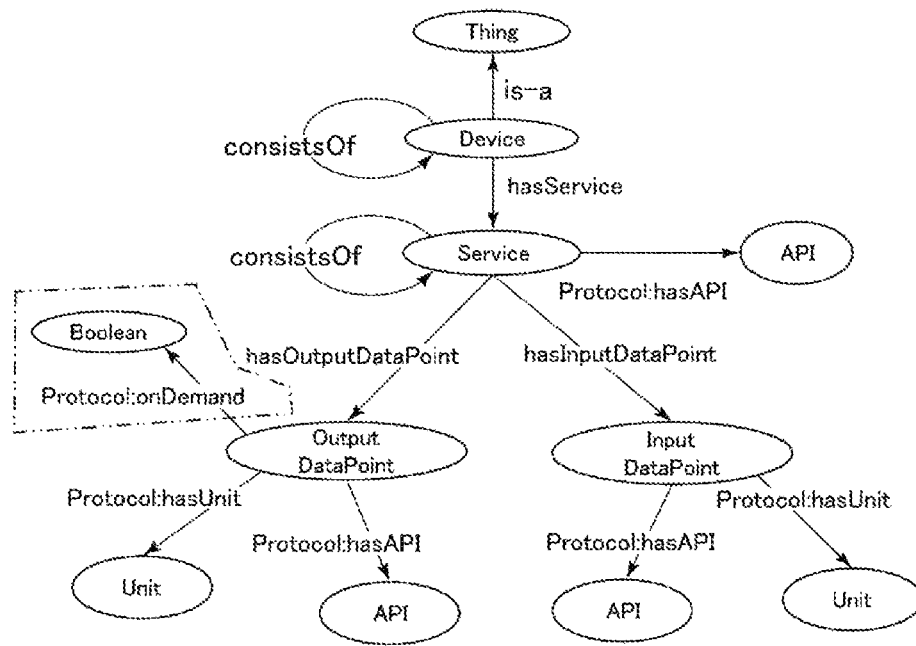 Thing
is-a
consistsOf
Device
hasService
consistsOf
Service
API
Protocol:hasAPI
Boolean
hasOutputDataPoint
hasInputDataPoint
Protocol:onDemand
Output
DataPoint
Input
DataPoint
Protocol:hasUnit
Protocol:hasUnit
Protocol:hasAPI
Protocol:hasAPI
Unit
API
API
Unit